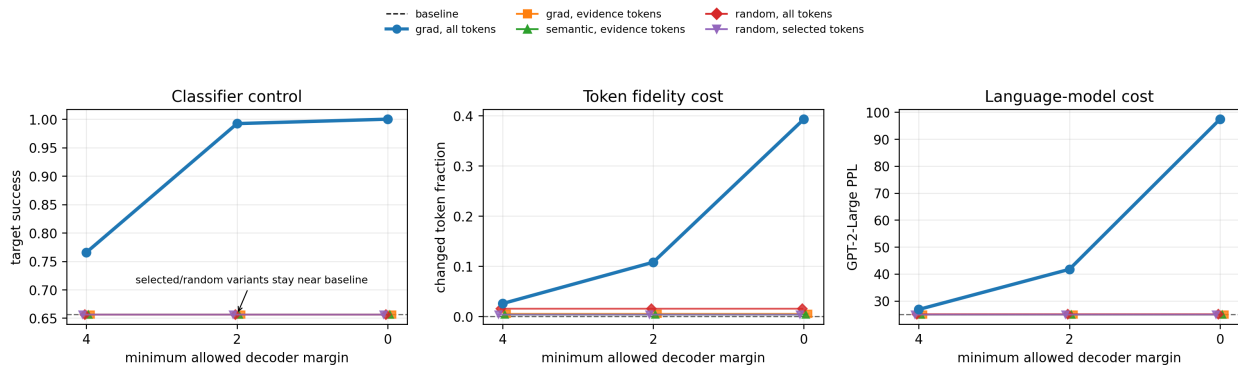 baseline
grad, all tokens
grad, evidence tokens
semantic, evidence tokens
random, all tokens
random, selected tokens
Classifier control
target success
1.00
0.95
0.90
0.85
0.80
0.75
0.70
0.65
selected/random variants stay near baseline
4 2 0
minimum allowed decoder margin
Token fidelity cost
changed token fraction
0.4
0.3
0.2
0.1
0.0
4 2 0
minimum allowed decoder margin
Language-model cost
GPT-2-Large PPL
100
90
80
70
60
50
40
30
4 2 0
minimum allowed decoder margin